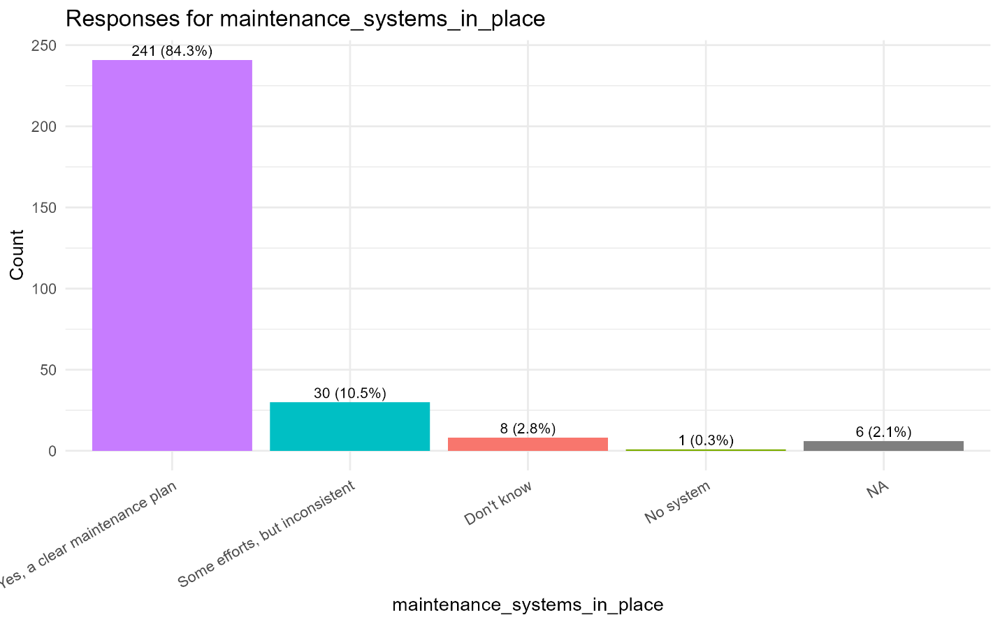 Responses for maintenance_systems_in_place
Count
250
200
150
100
50
0
241 (84.3%)
30 (10.5%)
8 (2.8%)
1 (0.3%)
6 (2.1%)
Yes, a clear maintenance plan
Some efforts, but inconsistent
Don't know
No system
NA
maintenance_systems_in_place